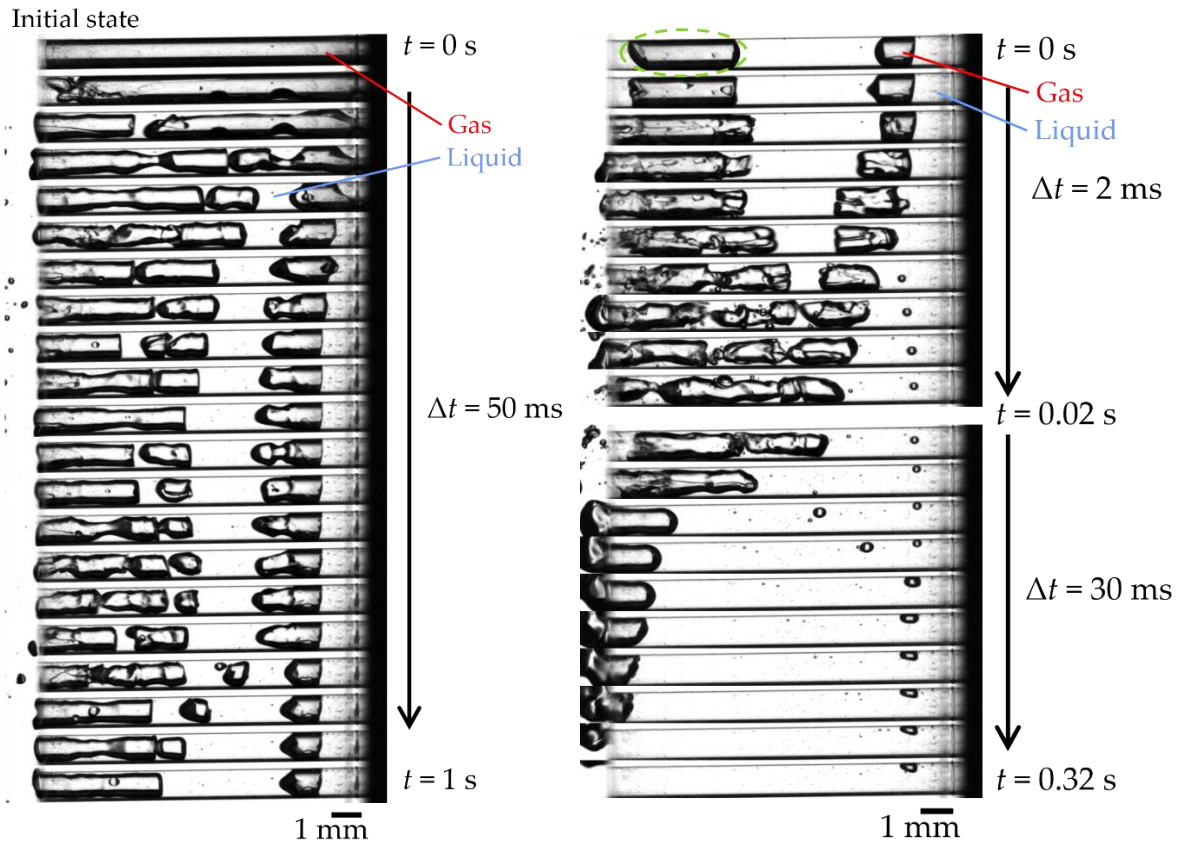 Initial state
t = 0 s
Gas
Liquid
Δt = 50 ms
t = 1 s
1 mm
t = 0 s
Gas
Liquid
Δt = 2 ms
t = 0.02 s
Δt = 30 ms
t = 0.32 s
1 mm